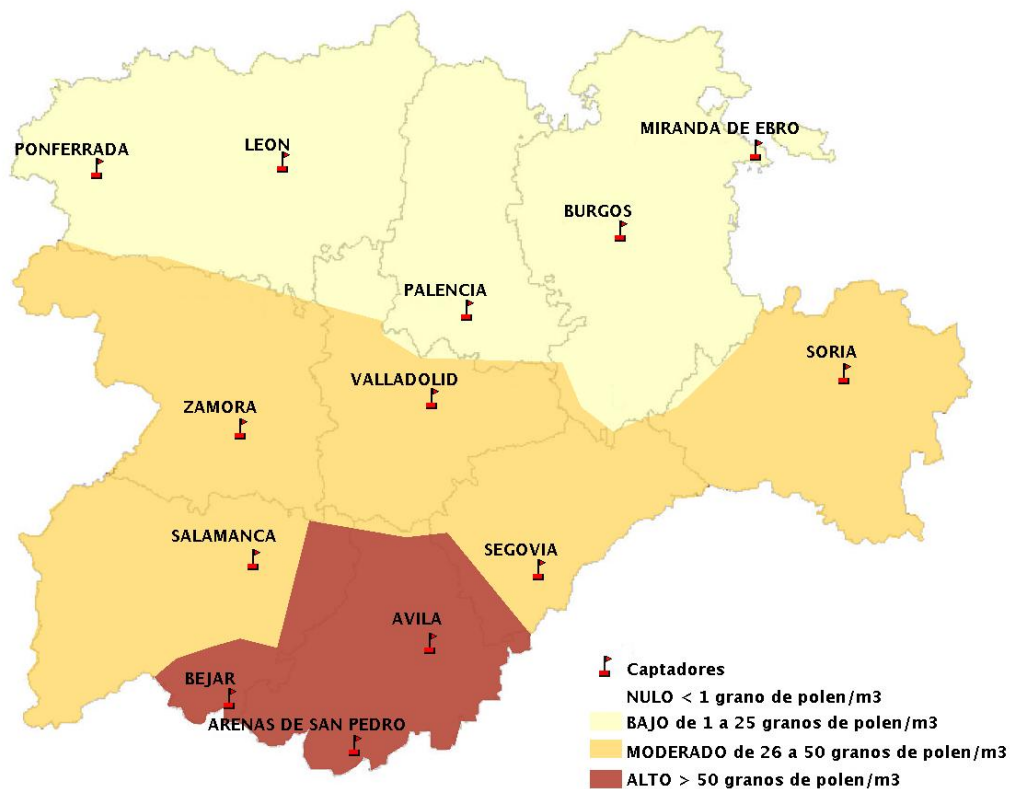 MIRANDA DE EBRO
PONFERRADA
LEON
BURGOS
PALENCIA
SORIA
VALLADOLID
ZAMORA
SALAMANCA
SEGOVIA
AVILA
BEJAR
ARENAS DE SAN PEDRO
Captadores
NULO < 1 grano de polen/m3
BAJO de 1 a 25 granos de polen/m3
MODERADO de 26 a 50 granos de polen/m3
ALTO > 50 granos de polen/m3